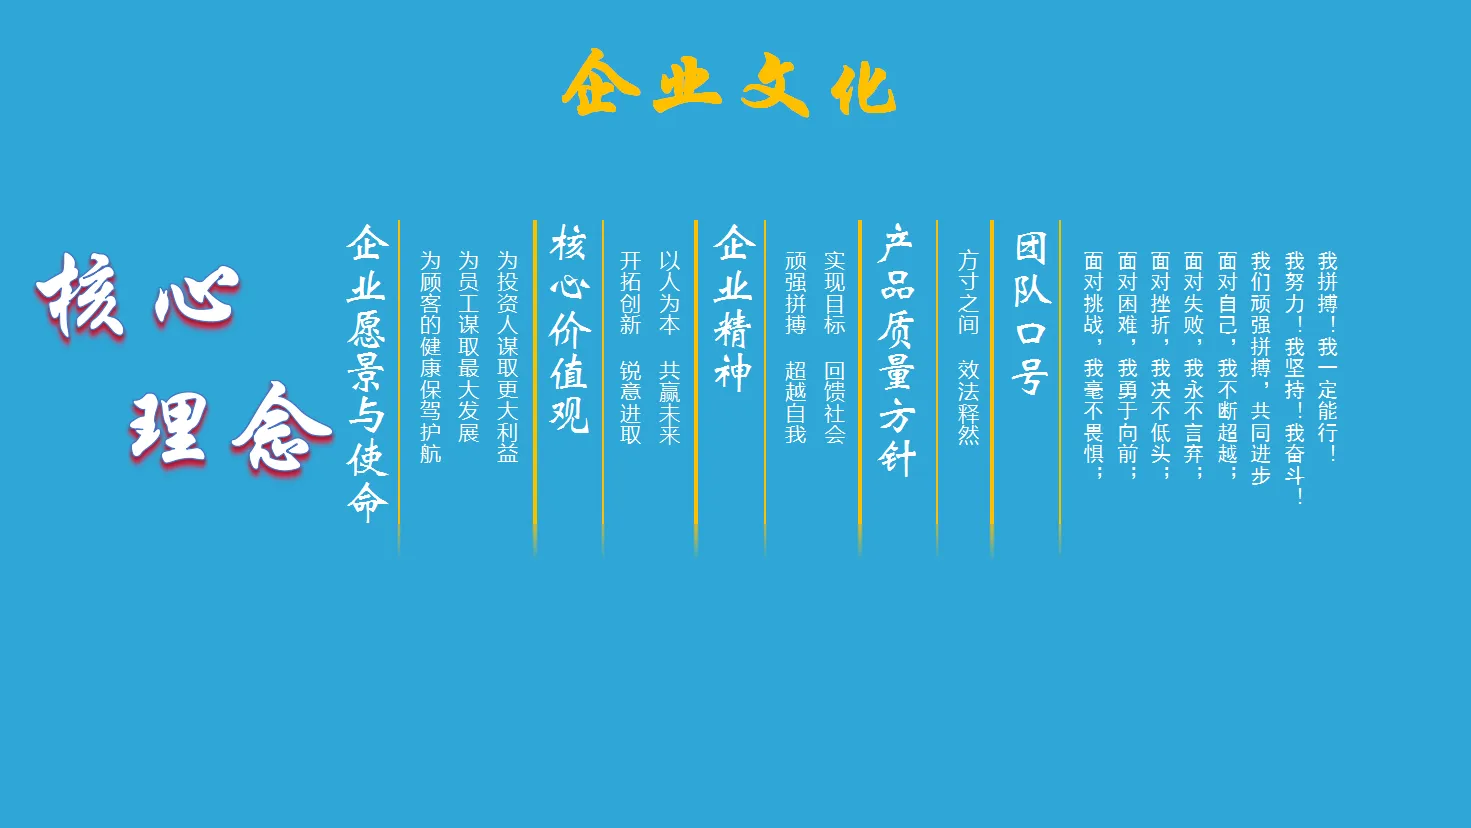 企业文化
核心
理念
企业愿景与使命
为顾客的健康保驾护航
为员工谋取最大发展
为投资人谋取更大利益
核心价值观
开拓创新 锐意进取
以人为本 共赢未来
企业精神
顽强拼搏 超越自我
实现目标 回馈社会
产品质量方针
方寸之间 效法释然
团队口号
面对挑战，我毫不畏惧；
面对困难，我勇于向前；
面对挫折，我决不低头；
面对失败，我永不言弃；
面对自己，我不断超越；
我们顽强拼搏，共同进步
我努力！我坚持！我奋斗！
我拼搏！我一定能行！